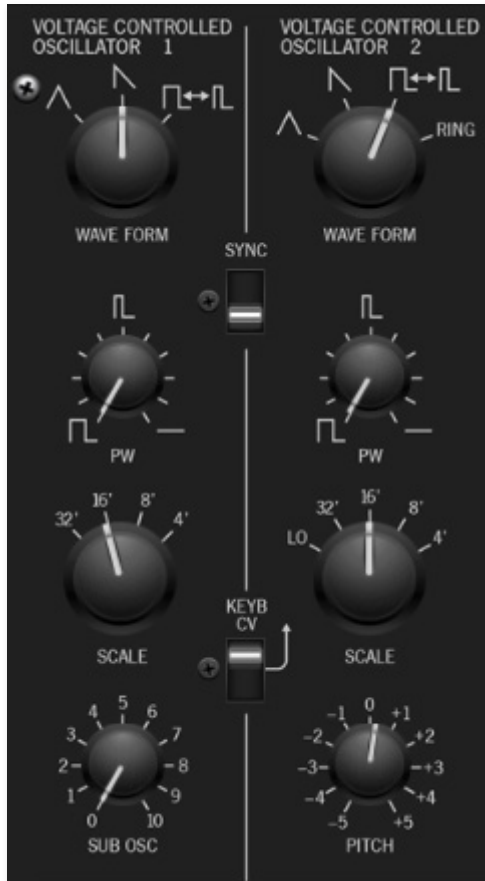 VOLTAGE CONTROLLED
OSCILLATOR 1
WAVE FORM
PW
32' 16' 8' 4'
SCALE
0 1 2 3 4 5 6 7 8 9 10
SUB OSC
SYNC
KEYB
CV
VOLTAGE CONTROLLED
OSCILLATOR 2
RING
WAVE FORM
PW
LO 32' 16' 8' 4'
SCALE
-5 -4 -3 -2 -1 0 +1 +2 +3 +4 +5
PITCH